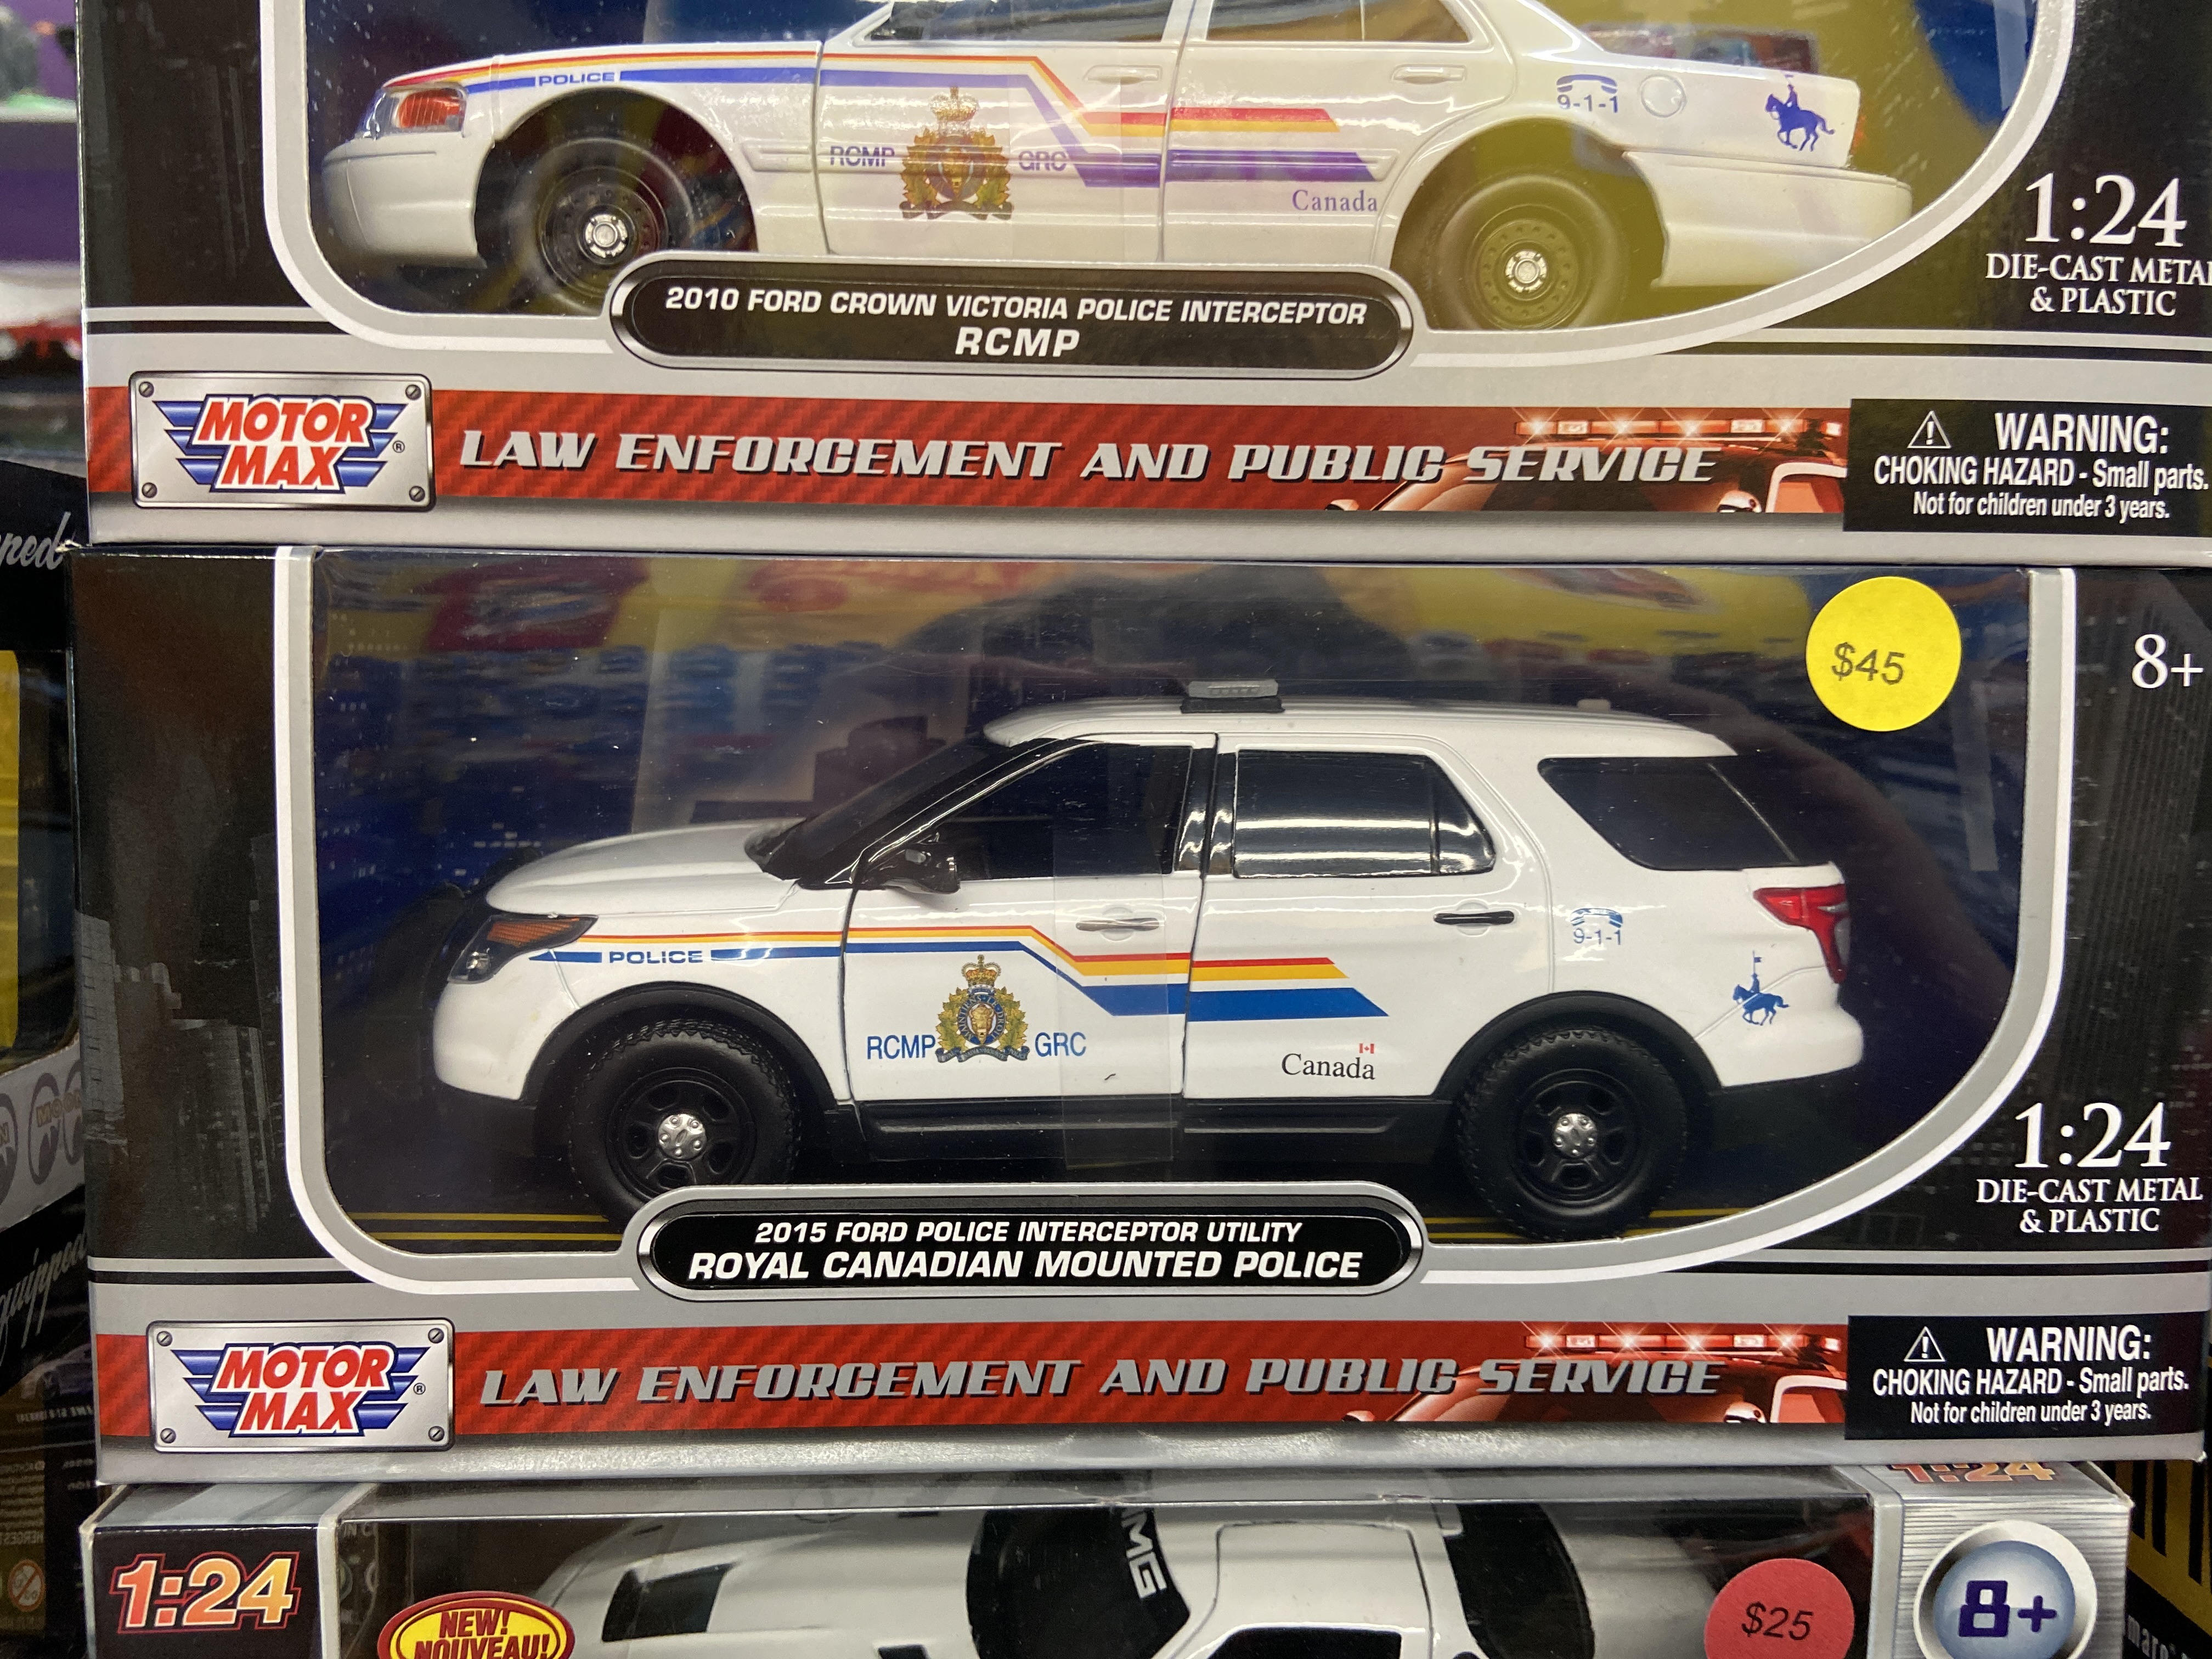 POLICE
9-1-1
RCMP GRC
Canada
1:24
DIE-CAST METAL
& PLASTIC
2010 FORD CROWN VICTORIA POLICE INTERCEPTOR
RCMP
MOTOR
MAX
®
LAW ENFORCEMENT AND PUBLIC SERVICE
WARNING:
CHOKING HAZARD - Small parts.
Not for children under 3 years.
$45
8+
POLICE
9-1-1
RCMP GRC
Canada
1:24
DIE-CAST METAL
& PLASTIC
2015 FORD POLICE INTERCEPTOR UTILITY
ROYAL CANADIAN MOUNTED POLICE
MOTOR
MAX
®
LAW ENFORCEMENT AND PUBLIC SERVICE
WARNING:
CHOKING HAZARD - Small parts.
Not for children under 3 years.
1:24
1:24
NEW!
NOUVEAU!
MG
$25
8+